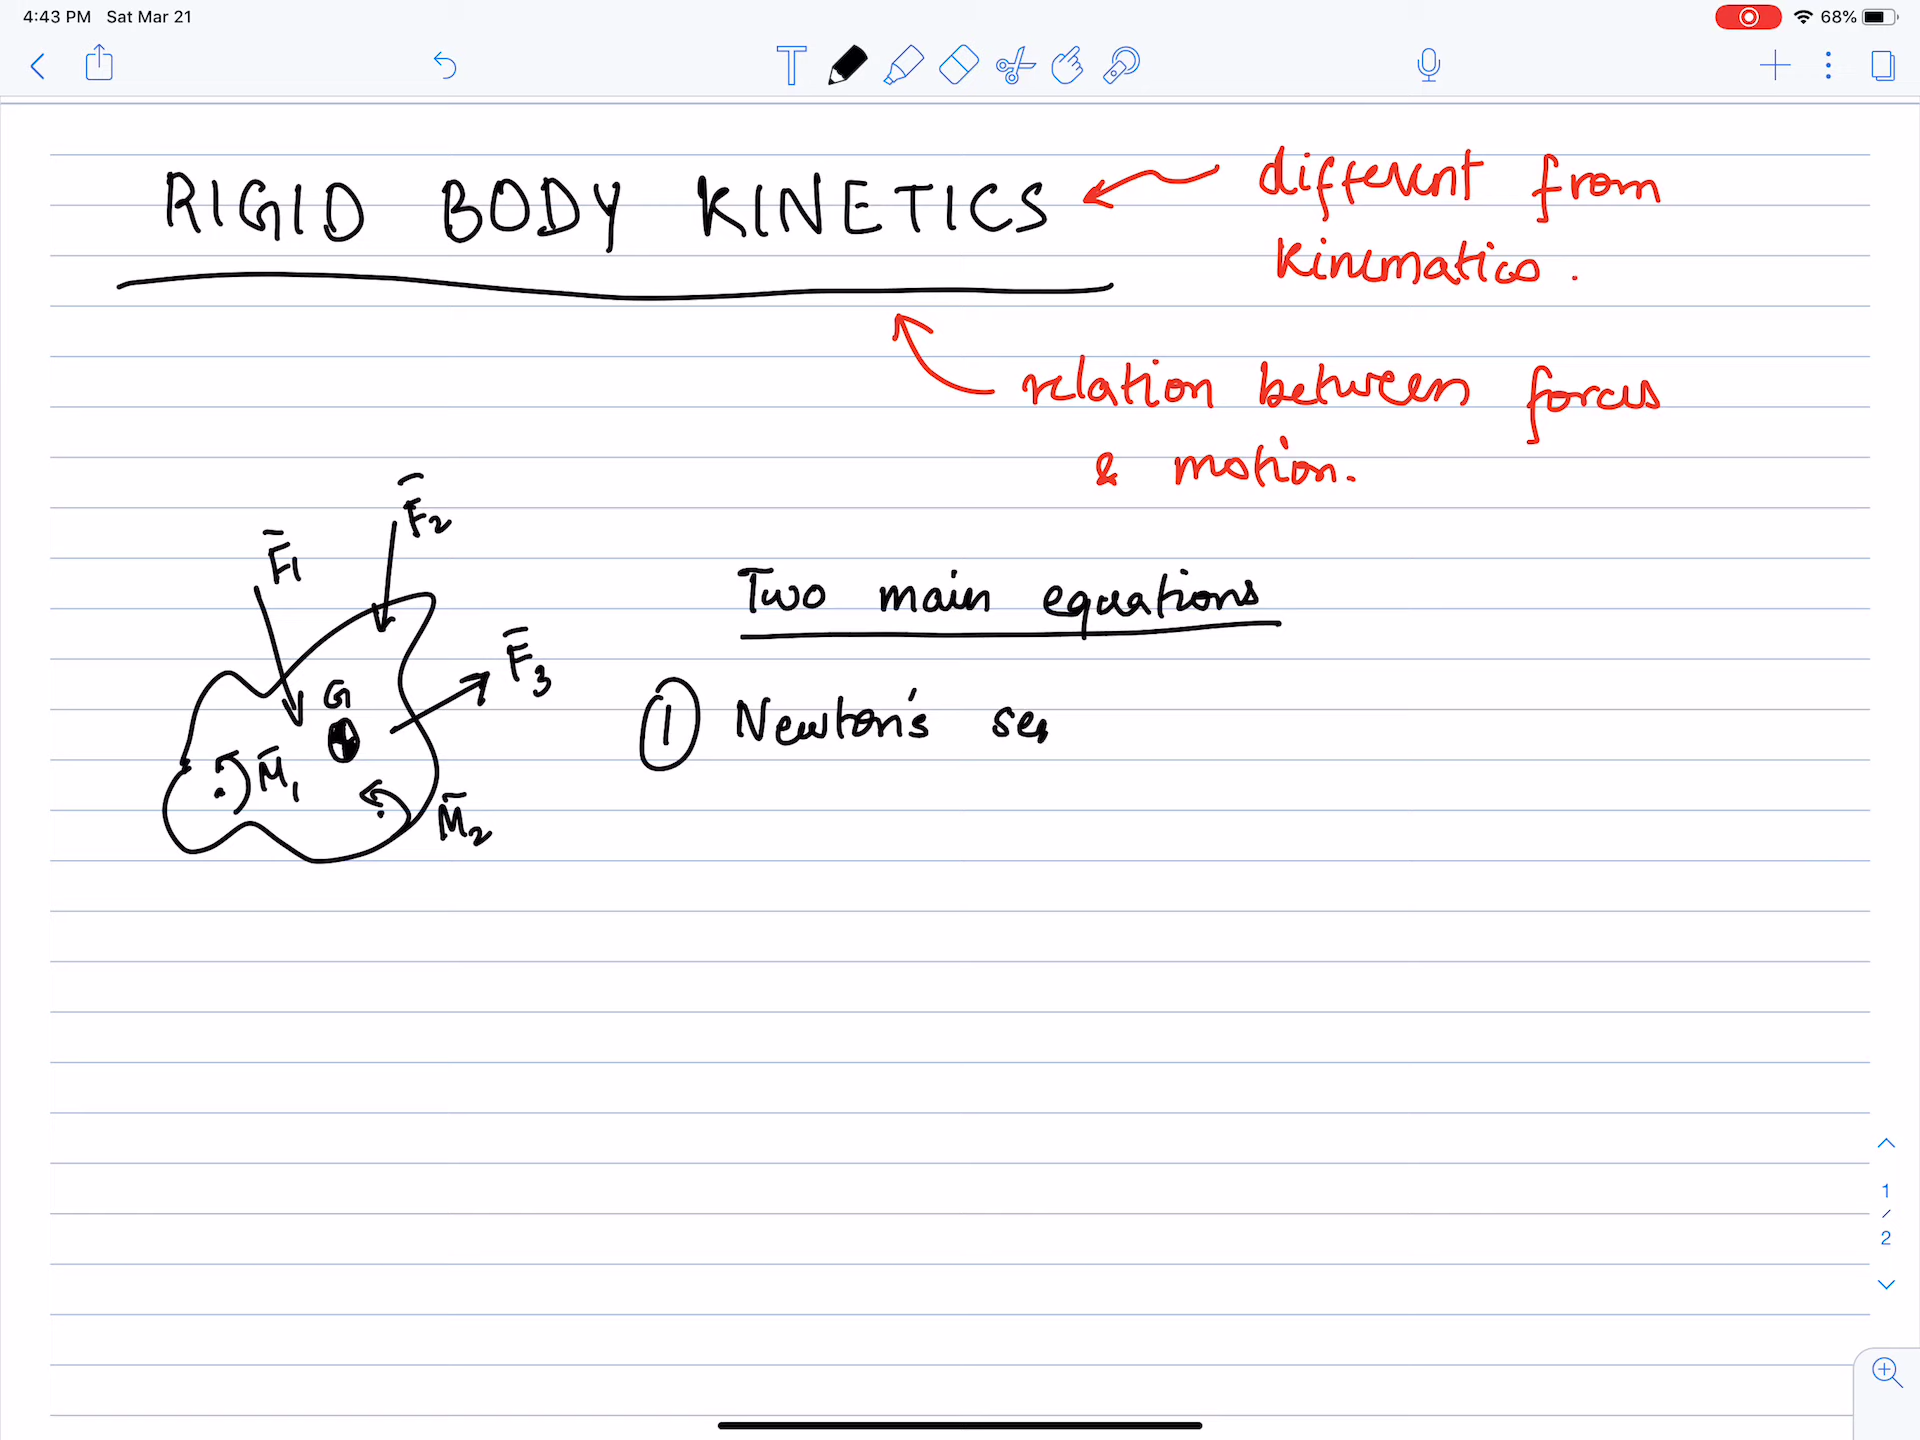 4:43 PM Sat Mar 21
68%
T
RIGID BODY KINETICS
different from
kinematics.
relation between forces
& motion.
F̅₁
F̅₂
F̅₃
G
M̅₁
M̅₂
Two main equations
① Newton's sec
1
/
2